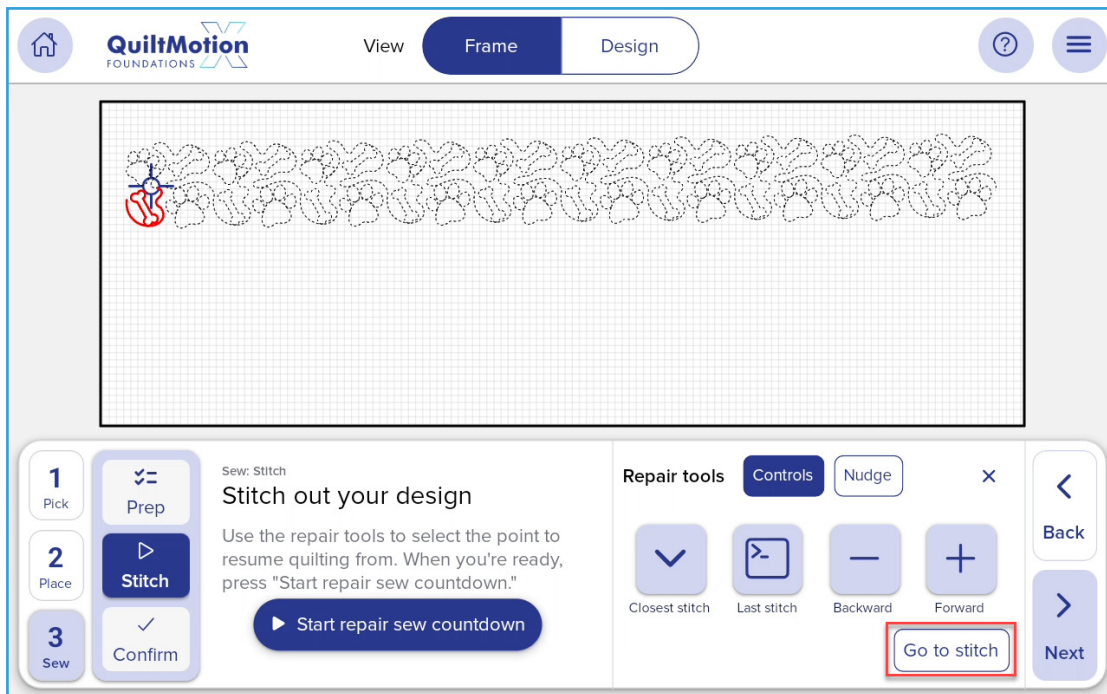 QuiltMotion
FOUNDATIONS
View
Frame
Design
?
1
Pick
2
Place
3
Sew
Prep
Stitch
Confirm
Sew: Stitch
Stitch out your design
Use the repair tools to select the point to
resume quilting from. When you're ready,
press "Start repair sew countdown."
Start repair sew countdown
Repair tools
Controls
Nudge
Closest stitch
Last stitch
Backward
Forward
Go to stitch
Back
Next